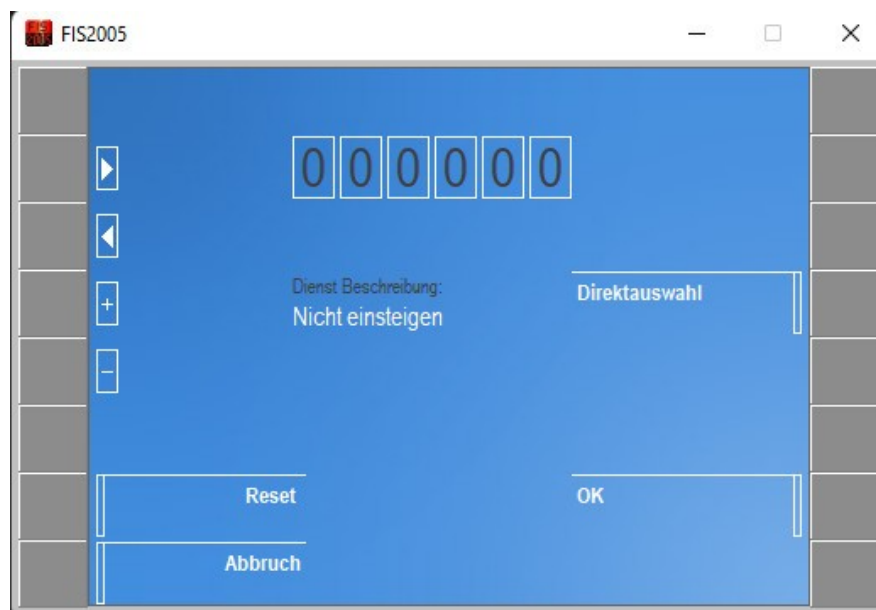 FIS2005
000000
+
Dienst Beschreibung:
Nicht einsteigen
Direktauswahl
−
Reset
OK
Abbruch